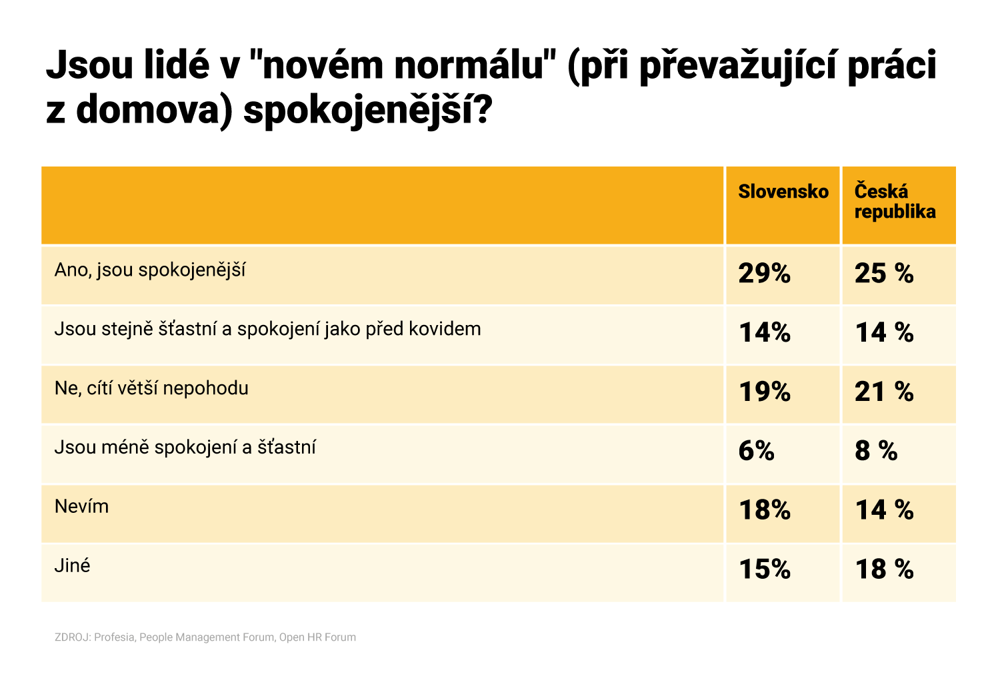 Jsou lidé v "novém normálu" (při převažující práci
z domova) spokojenější?
Slovensko
Česká
republika
Ano, jsou spokojenější 29% 25 %
Jsou stejně šťastní a spokojení jako před kovidem 14% 14 %
Ne, cítí větší nepohodu 19% 21 %
Jsou méně spokojení a šťastní 6% 8 %
Nevím 18% 14 %
Jiné 15% 18 %
ZDROJ: Profesia, People Management Forum, Open HR Forum